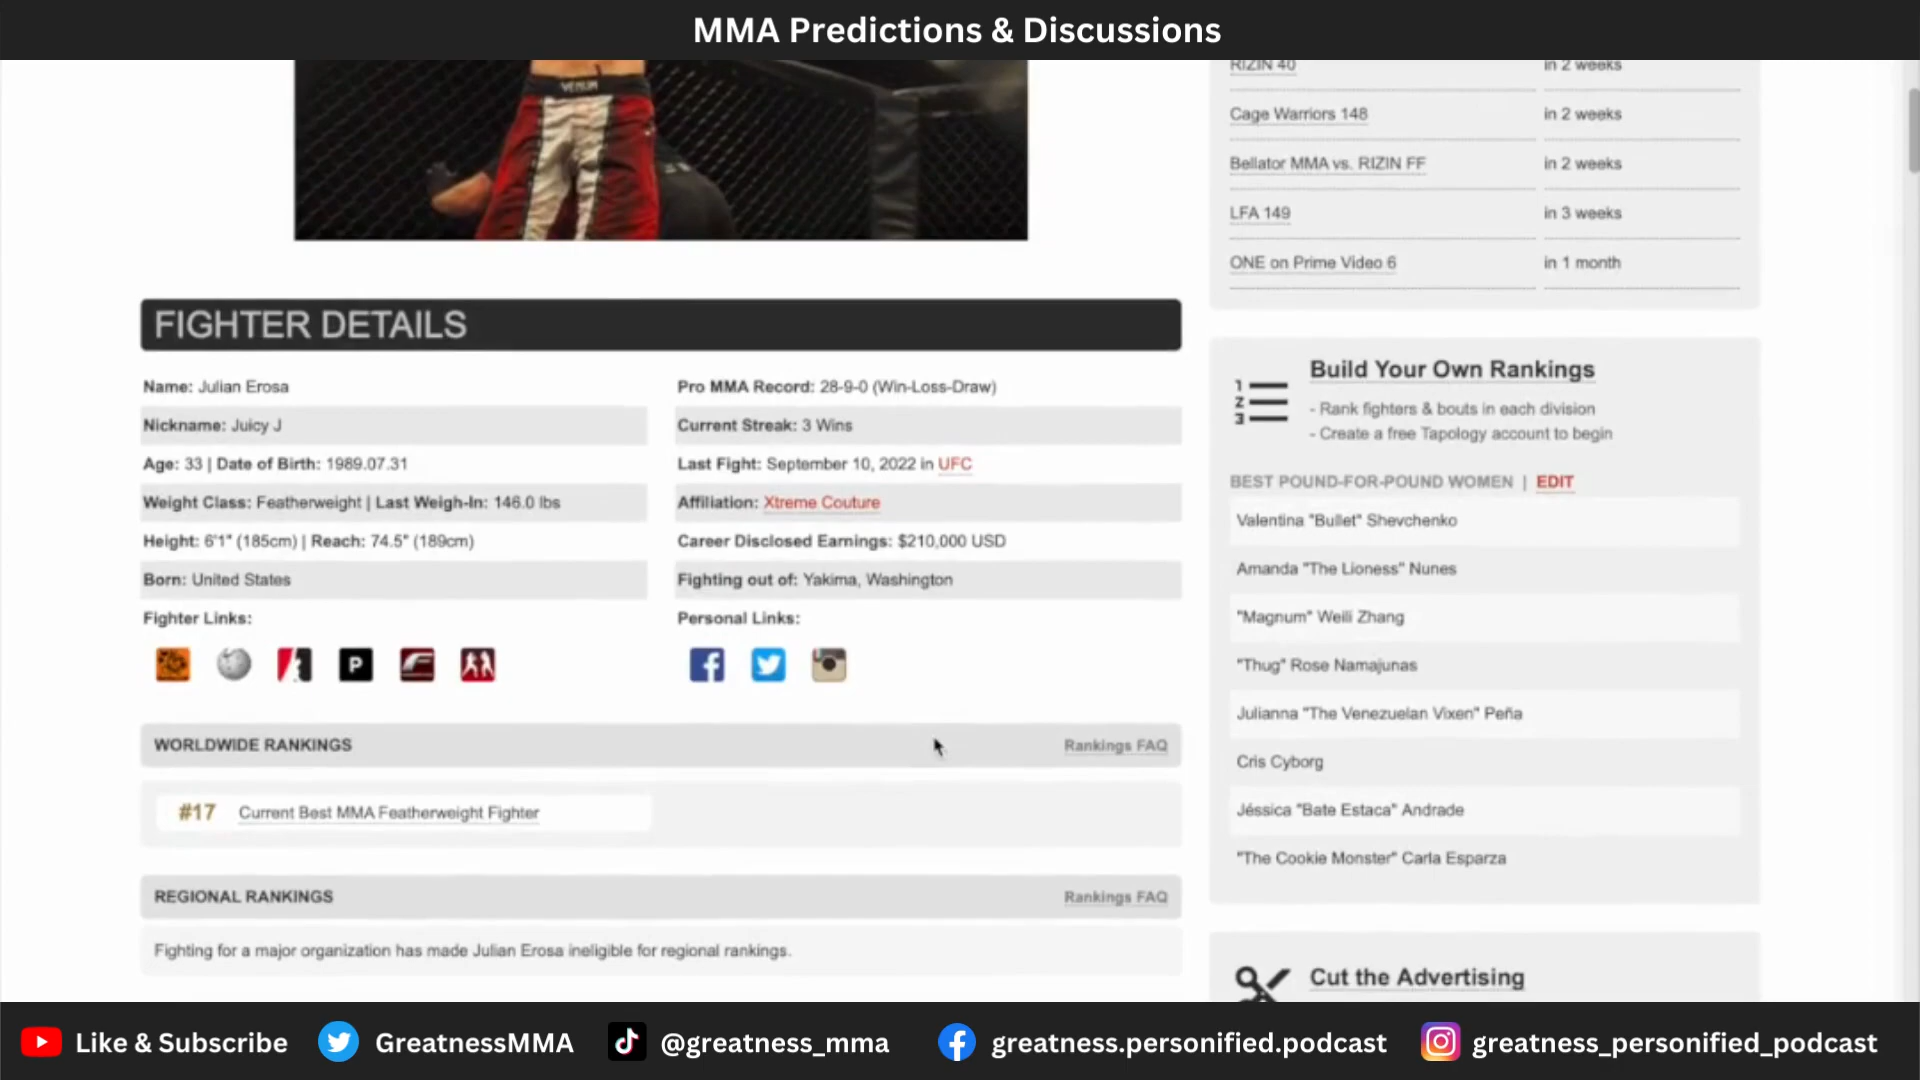 MMA Predictions & Discussions
VENUM
FIGHTER DETAILS
Name: Julian Erosa
Nickname: Juicy J
Age: 33 | Date of Birth: 1989.07.31
Weight Class: Featherweight | Last Weigh-In: 146.0 lbs
Height: 6'1" (185cm) | Reach: 74.5" (189cm)
Born: United States
Fighter Links:
Pro MMA Record: 28-9-0 (Win-Loss-Draw)
Current Streak: 3 Wins
Last Fight: September 10, 2022 in UFC
Affiliation: Xtreme Couture
Career Disclosed Earnings: $210,000 USD
Fighting out of: Yakima, Washington
Personal Links:
P
WORLDWIDE RANKINGS Rankings FAQ
#17 Current Best MMA Featherweight Fighter
REGIONAL RANKINGS Rankings FAQ
Fighting for a major organization has made Julian Erosa ineligible for regional rankings.
RIZIN 40 in 2 weeks
Cage Warriors 148 in 2 weeks
Bellator MMA vs. RIZIN FF in 2 weeks
LFA 149 in 3 weeks
ONE on Prime Video 6 in 1 month
1
2
3
Build Your Own Rankings
- Rank fighters & bouts in each division
- Create a free Tapology account to begin
BEST POUND-FOR-POUND WOMEN | EDIT
Valentina "Bullet" Shevchenko
Amanda "The Lioness" Nunes
"Magnum" Weili Zhang
"Thug" Rose Namajunas
Julianna "The Venezuelan Vixen" Peña
Cris Cyborg
Jéssica "Bate Estaca" Andrade
"The Cookie Monster" Carla Esparza
Cut the Advertising
Like & Subscribe GreatnessMMA @greatness_mma greatness.personified.podcast greatness_personified_podcast